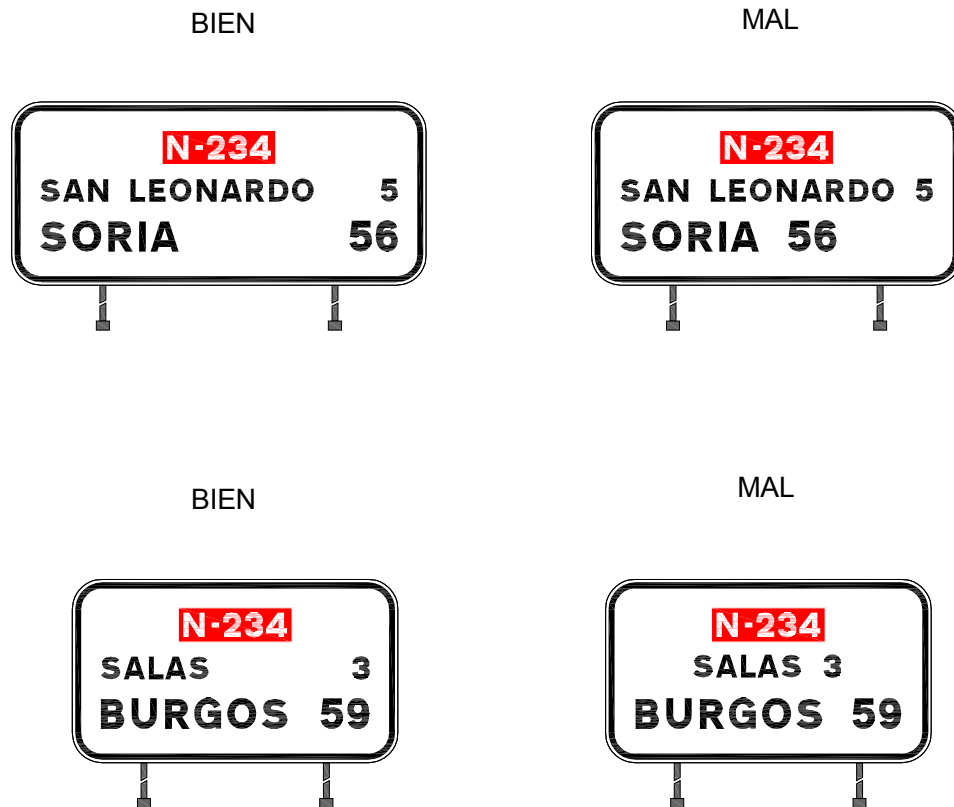 BIEN
MAL
N-234
SAN LEONARDO 5
SORIA 56
N-234
SAN LEONARDO 5
SORIA 56
BIEN
MAL
N-234
SALAS 3
BURGOS 59
N-234
SALAS 3
BURGOS 59